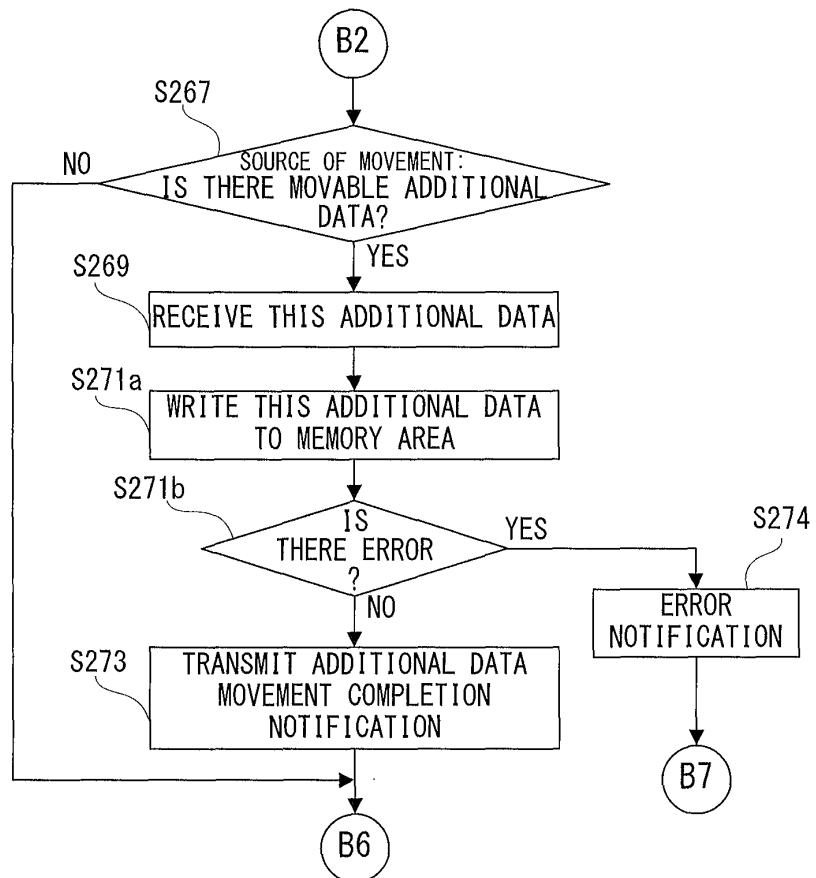 B2
S267
NO
SOURCE OF MOVEMENT:
IS THERE MOVABLE ADDITIONAL
DATA?
YES
S269
RECEIVE THIS ADDITIONAL DATA
S271a
WRITE THIS ADDITIONAL DATA
TO MEMORY AREA
S271b
IS
THERE ERROR
?
YES
NO
S274
ERROR
NOTIFICATION
S273
TRANSMIT ADDITIONAL DATA
MOVEMENT COMPLETION
NOTIFICATION
B7
B6